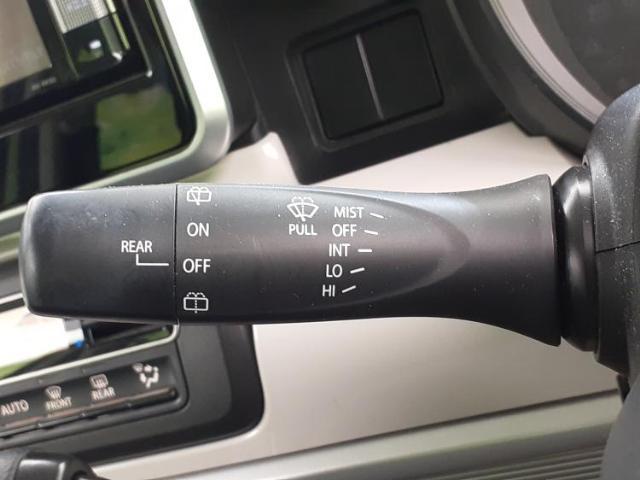 MIST
OFF
INT
LO
HI
PULL
ON
REAR
OFF
AUTO
FRONT
REAR